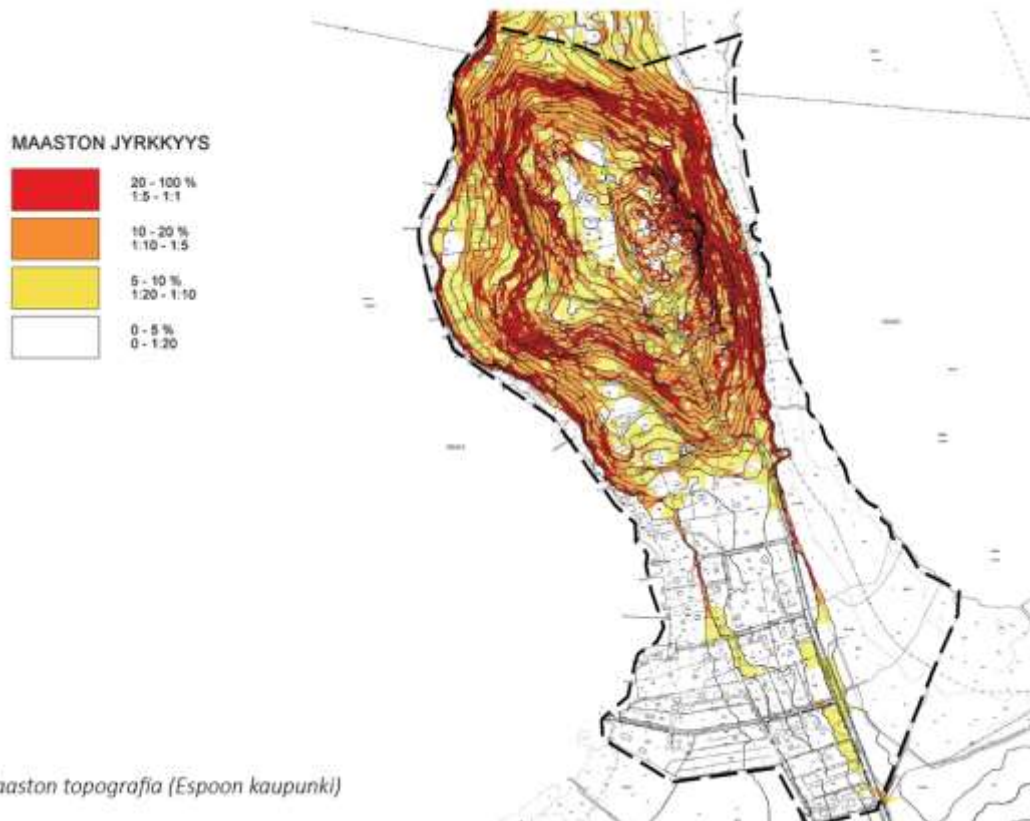 MAASTON JYRKKYYS
20 - 100 %
1:5 - 1:1
10 - 20 %
1:10 - 1:5
5 - 10 %
1:20 - 1:10
0 - 5 %
0 - 1:20
aaston topografia (Espoon kaupunki)